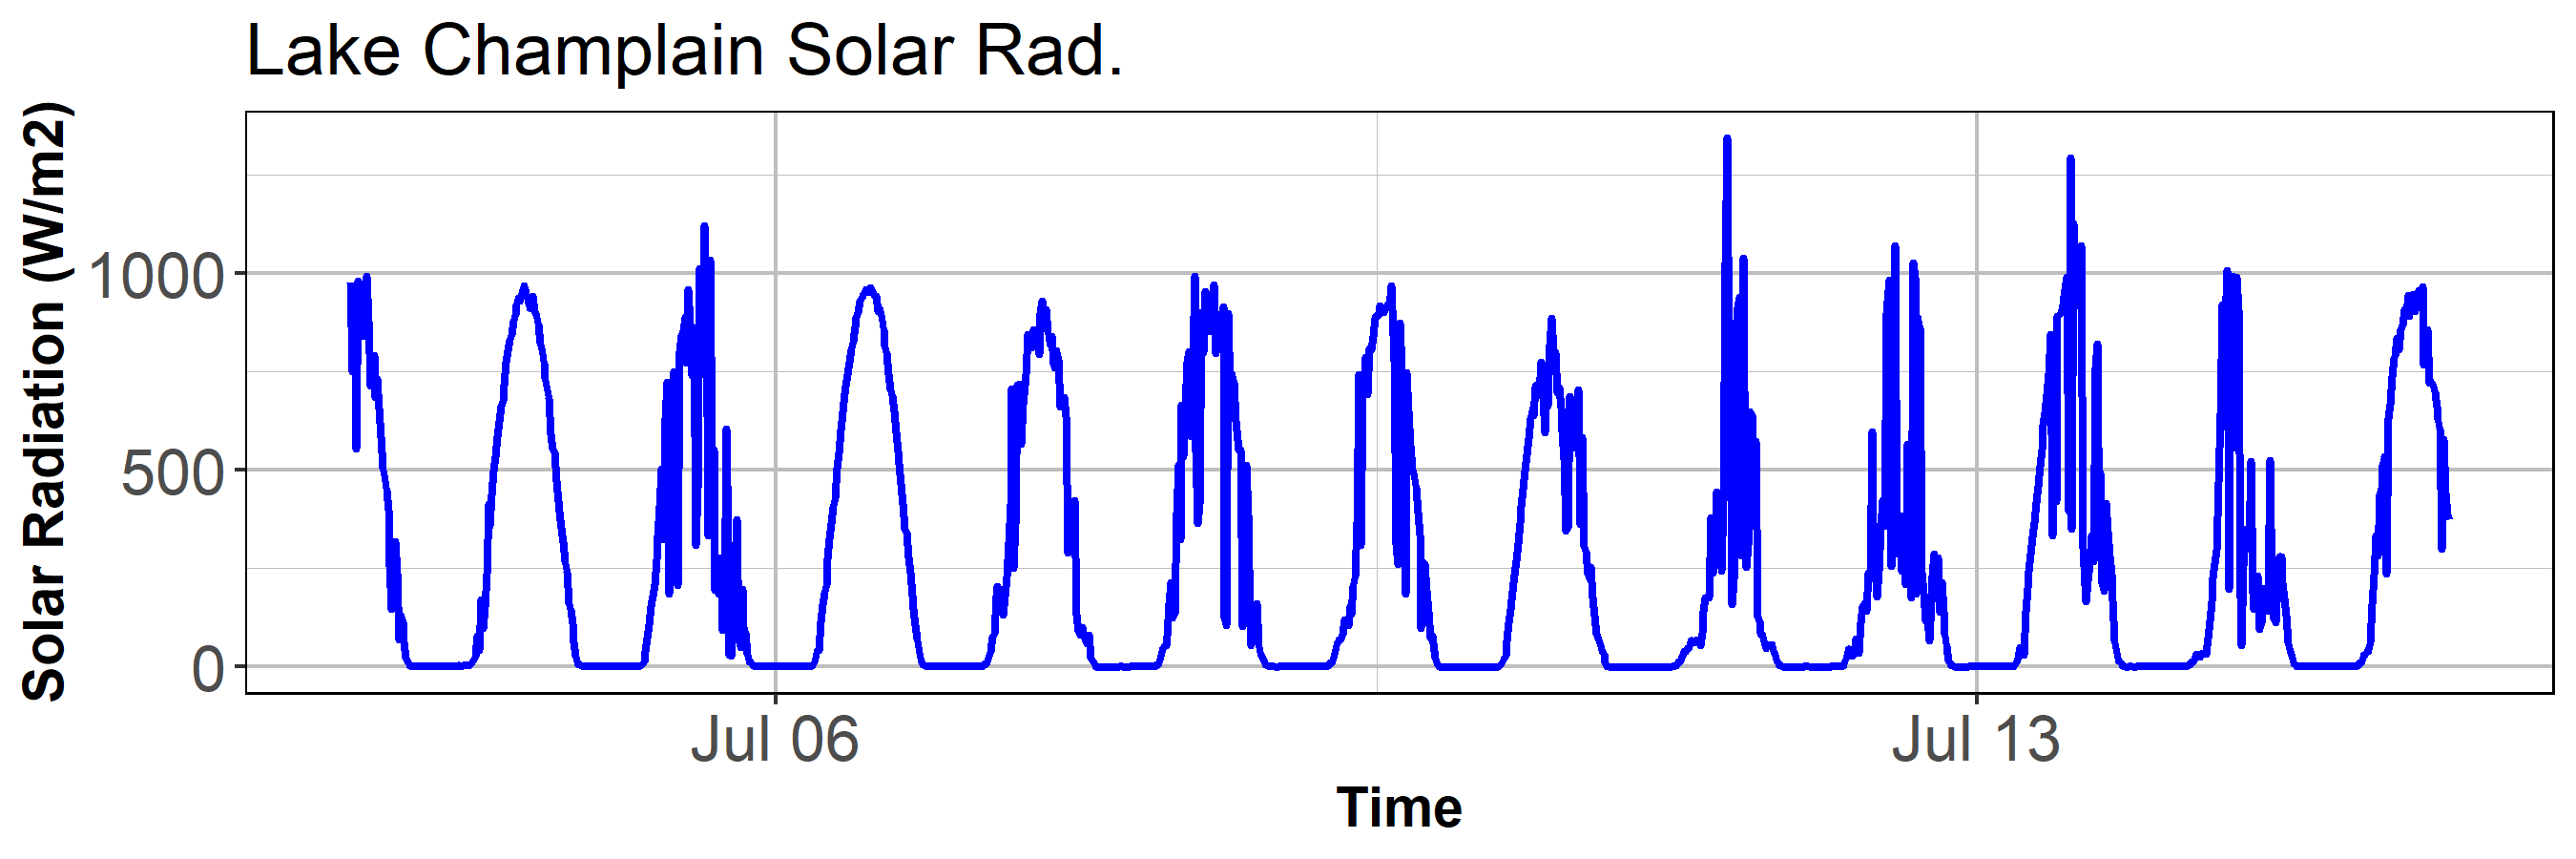 Lake Champlain Solar Rad.
Solar Radiation (W/m2)
1000
500
0
Jul 06
Jul 13
Time